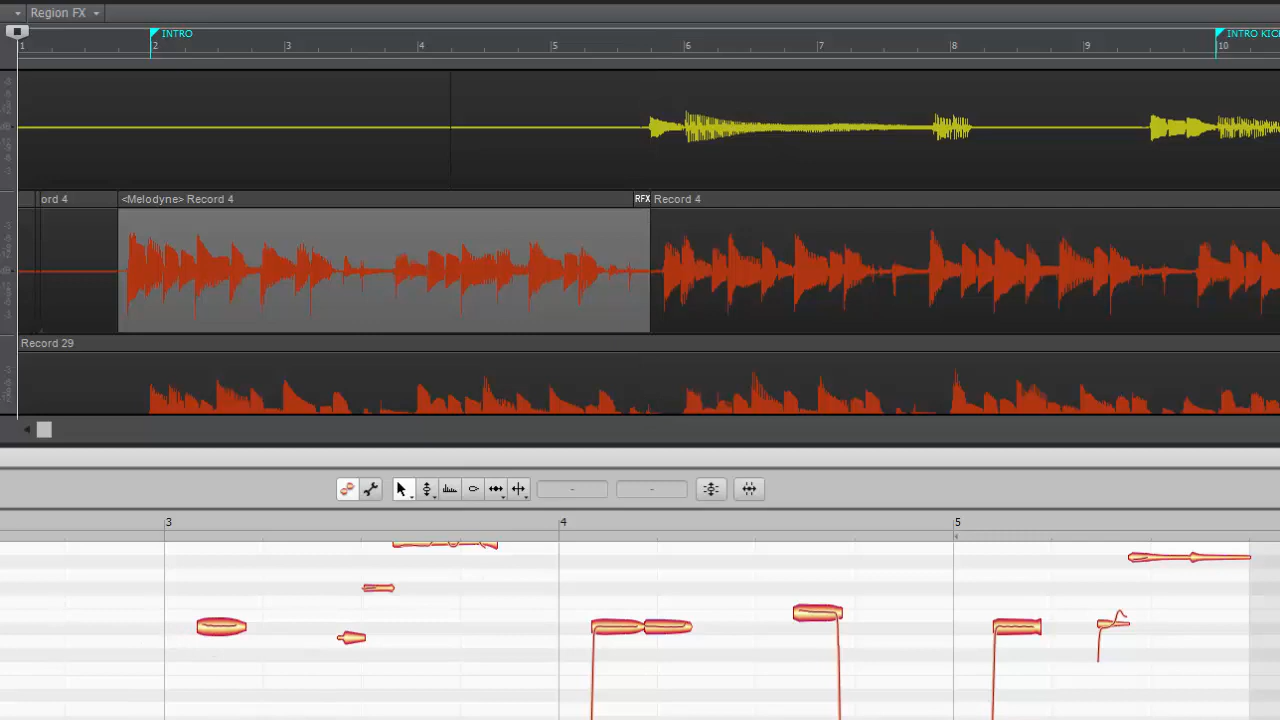 Region FX
INTRO
INTRO KIC
1 2 3 4 5 6 7 8 9 10
ord 4
<Melodyne> Record 4
RFX
Record 4
Record 29
- -
3 4 5